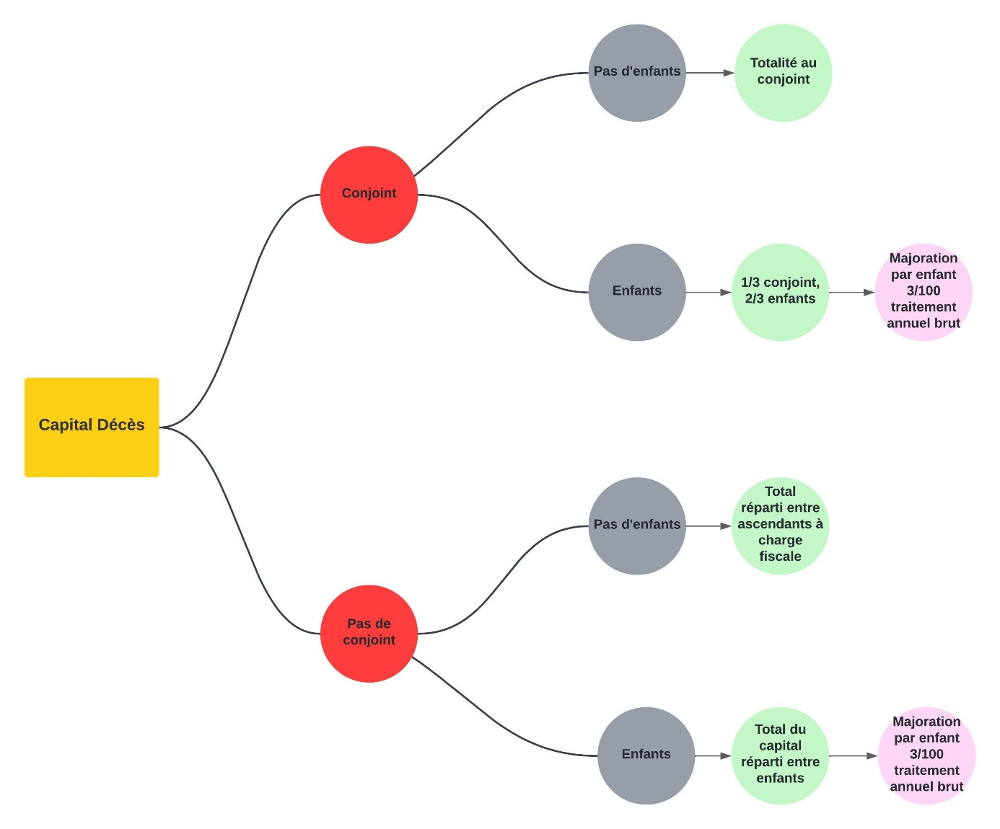 Pas d'enfants
Totalité au
conjoint
Conjoint
Enfants
1/3 conjoint,
2/3 enfants
Majoration
par enfant
3/100
traitement
annuel brut
Capital Décès
Pas d'enfants
Total
réparti entre
ascendants à
charge
fiscale
Pas de
conjoint
Enfants
Total du
capital
réparti entre
enfants
Majoration
par enfant
3/100
traitement
annuel brut